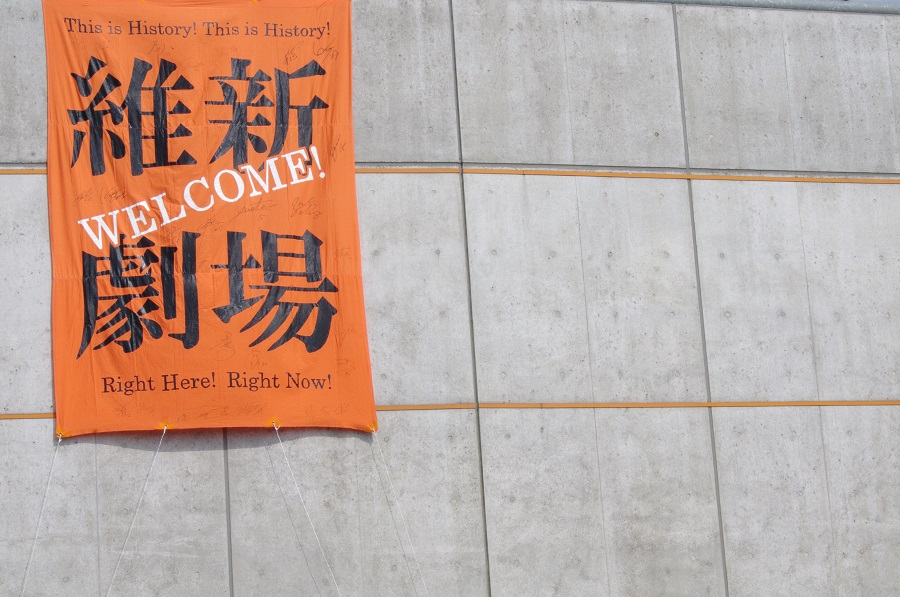 This is History! This is History!
維新
WELCOME!
劇場
Right Here! Right Now!